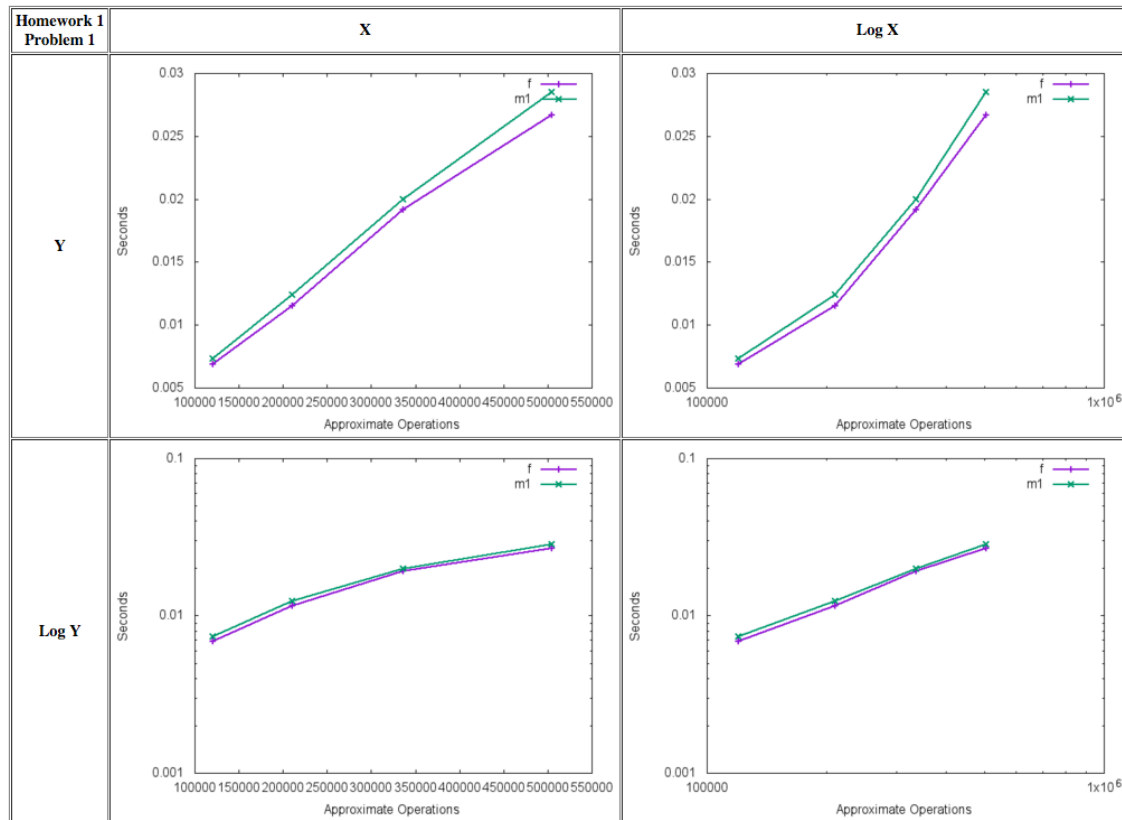 Homework 1
Problem 1
X
Log X
Y
0.03
0.025
0.02
0.015
0.01
0.005
Seconds
f
m1
100000 150000 200000 250000 300000 350000 400000 450000 500000 550000
Approximate Operations
0.03
0.025
0.02
0.015
0.01
0.005
Seconds
f
m1
100000 1x10⁶
Approximate Operations
Log Y
0.1
0.01
0.001
Seconds
f
m1
100000 150000 200000 250000 300000 350000 400000 450000 500000 550000
Approximate Operations
0.1
0.01
0.001
Seconds
f
m1
100000 1x10⁶
Approximate Operations